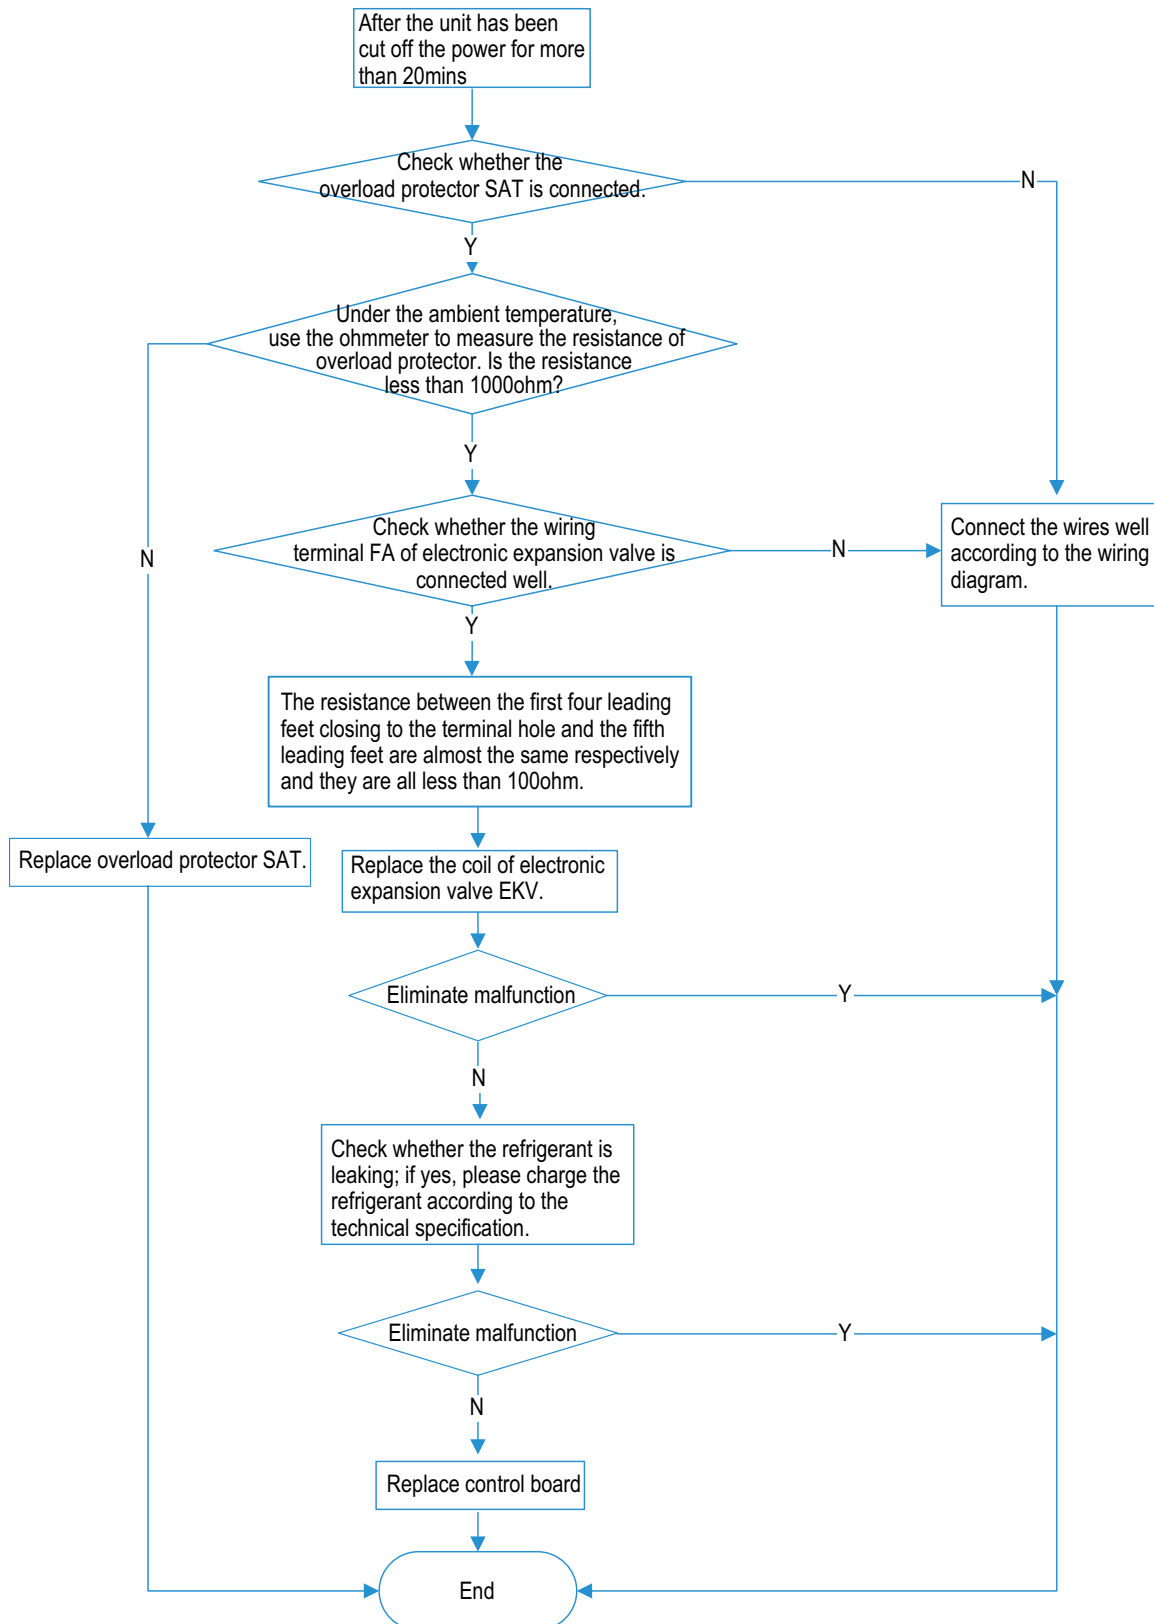 After the unit has been
cut off the power for more
than 20mins
Check whether the
overload protector SAT is connected.
N
Y
Under the ambient temperature,
use the ohmmeter to measure the resistance of
overload protector. Is the resistance
less than 1000ohm?
Y
N
Check whether the wiring
terminal FA of electronic expansion valve is
connected well.
N
Connect the wires well
according to the wiring
diagram.
Y
The resistance between the first four leading
feet closing to the terminal hole and the fifth
leading feet are almost the same respectively
and they are all less than 100ohm.
Replace overload protector SAT.
Replace the coil of electronic
expansion valve EKV.
Eliminate malfunction
Y
N
Check whether the refrigerant is
leaking; if yes, please charge the
refrigerant according to the
technical specification.
Eliminate malfunction
Y
N
Replace control board
End